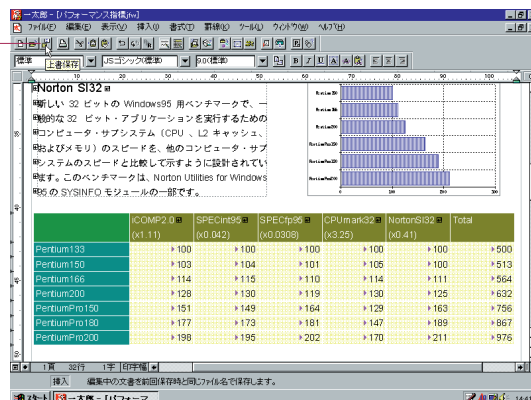 一太郎 - [パフォーマンス指標.jfw]
ファイル(F) 編集(E) 表示(V) 挿入(I) 書式(T) 罫線(K) ツール(L) ウィンドウ(W) ヘルプ(H)
標準 JSゴシック(標準) 9.0(標準) B I U A A
上書保存
10 20 30 40 50 60 70 80 90 100
Norton SI32
新しい 32 ビットの Windows95 用ベンチマークで、一
般的な 32 ビット・アプリケーションを実行するための
コンピュータ・サブシステム（CPU 、L2 キャッシュ、
およびメモリ）のスピードを、他のコンピュータ・サブ
システムのスピードと比較して示すように設計されてい
ます。このベンチマークは、Norton Utilities for Windows
95 の SYSINFO モジュールの一部です。
ICOMP2.0 SPECint95 SPECfp95 CPUmark32 NortonSI32 Total
(x1.11) (x0.042) (x0.0308) (x3.25) (x0.41)
Pentium133 100 100 100 100 100 500
Pentium150 103 104 101 105 100 513
Pentium166 114 115 110 114 111 564
Pentium200 128 130 119 130 125 632
PentiumPro150 151 149 164 129 163 756
PentiumPro180 177 173 181 147 189 867
PentiumPro200 198 195 202 170 211 976
1頁 32行 1字 印字幅
挿入 編集中の文書を前回保存時と同じファイル名で保存します。
スタート 一太郎 - [パフォーマ...